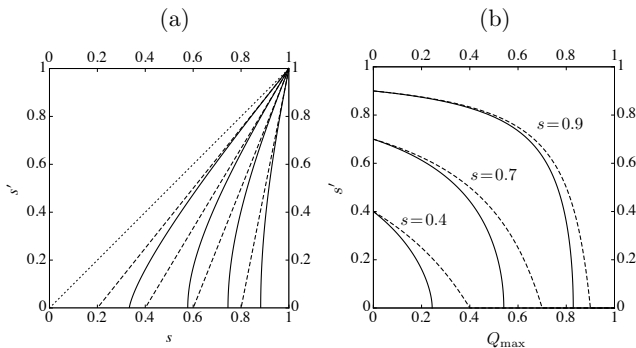 (a)
(b)
0 0.2 0.4 0.6 0.8 1
0 0.2 0.4 0.6 0.8 1
1 1 1 1
0.8 0.8 0.8 0.8
0.6 0.6 0.6 0.6
0.4 0.4 0.4 0.4
0.2 0.2 0.2 0.2
0 0 0 0
s′
s′
s=0.9
s=0.7
s=0.4
0 0.2 0.4 0.6 0.8 1
0 0.2 0.4 0.6 0.8 1
s
Qmax